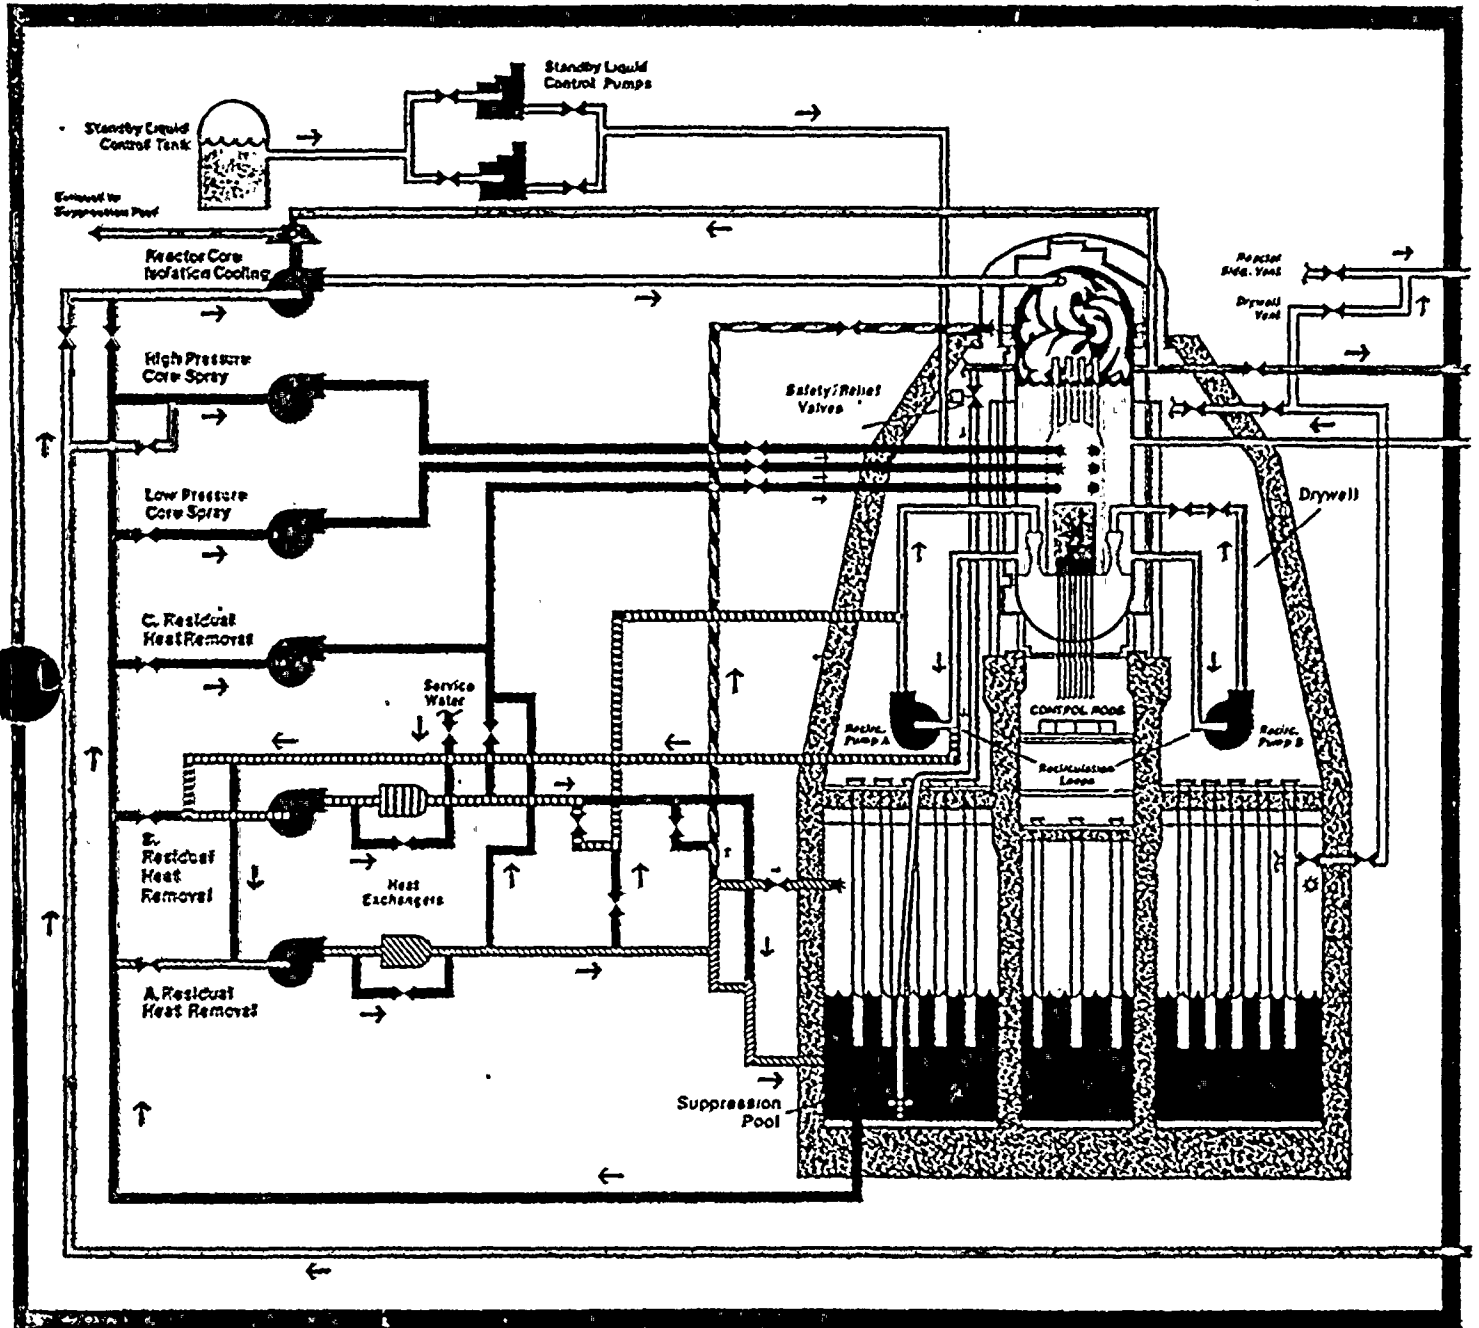 Standby Liquid
Control Pumps
Standby Liquid
Control Tank
Exhaust to
Suppression Pool
Reactor Core
Isolation Cooling
Reactor
Bldg. Vent
Drywell
Vent
High Pressure
Core Spray
Safety/Relief
Valves
Low Pressure
Core Spray
Drywell
C. Residual
Heat Removal
Service
Water
CONTROL RODS
Recirc.
Pump A
Recirc.
Pump B
Recirculation
Loops
B.
Residual
Heat
Removal
Heat
Exchangers
A. Residual
Heat Removal
Suppression
Pool